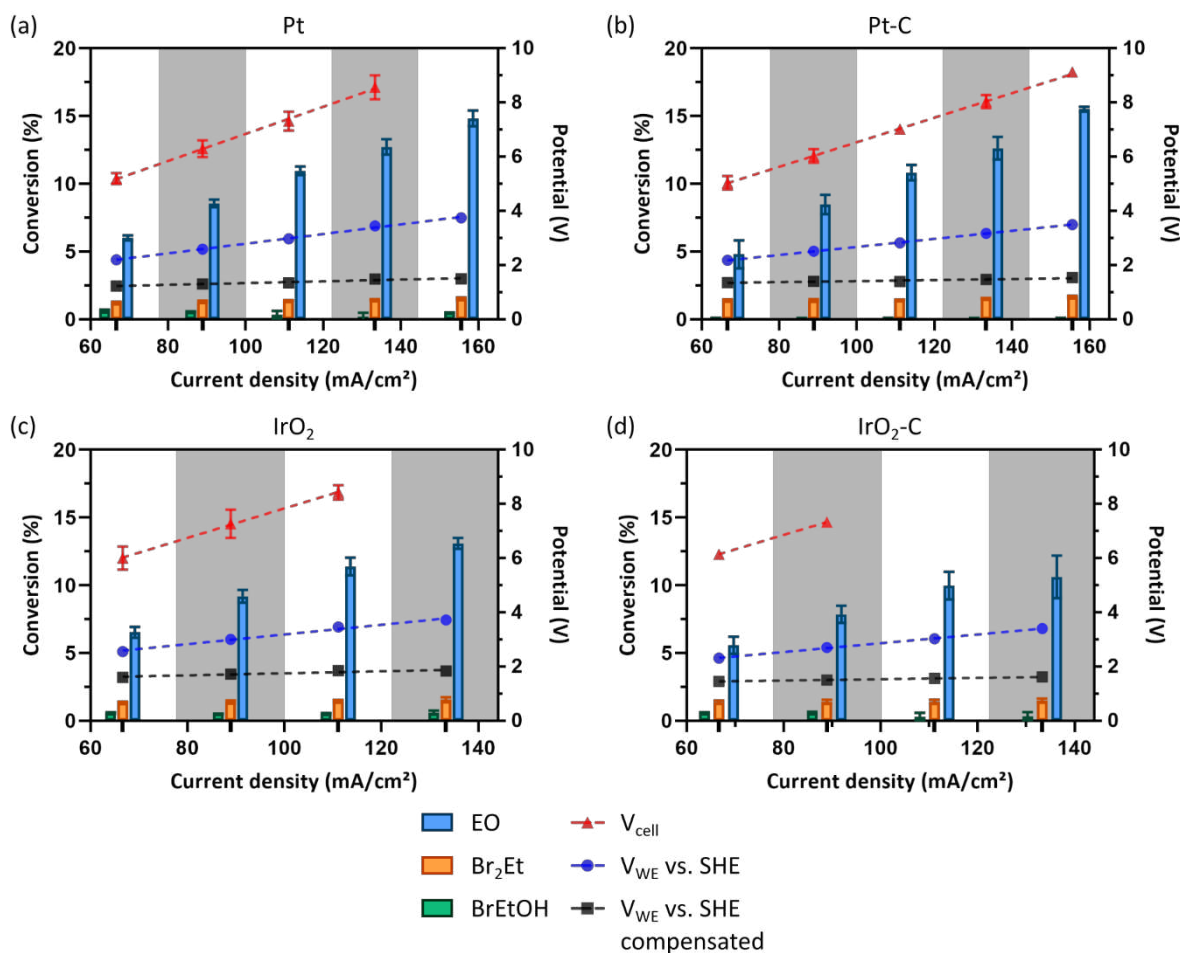 (a) Pt
20 15 10 5 0
Conversion (%)
10 8 6 4 2 0
Potential (V)
60 80 100 120 140 160
Current density (mA/cm²)
(b) Pt-C
20 15 10 5 0
Conversion (%)
10 8 6 4 2 0
Potential (V)
60 80 100 120 140 160
Current density (mA/cm²)
(c) IrO₂
20 15 10 5 0
Conversion (%)
10 8 6 4 2 0
Potential (V)
60 80 100 120 140
Current density (mA/cm²)
(d) IrO₂-C
20 15 10 5 0
Conversion (%)
10 8 6 4 2 0
Potential (V)
60 80 100 120 140
Current density (mA/cm²)
EO
Br₂Et
BrEtOH
V_cell
V_WE vs. SHE
V_WE vs. SHE
compensated